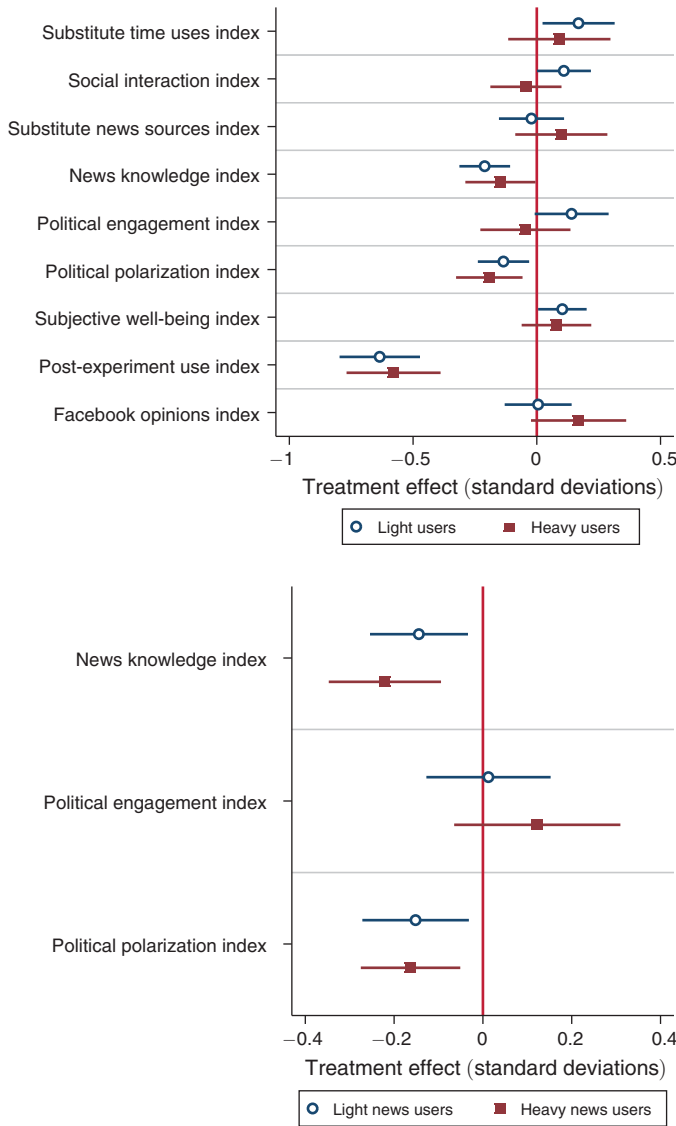 Substitute time uses index
Social interaction index
Substitute news sources index
News knowledge index
Political engagement index
Political polarization index
Subjective well-being index
Post-experiment use index
Facebook opinions index
−1 −0.5 0 0.5
Treatment effect (standard deviations)
Light users Heavy users
News knowledge index
Political engagement index
Political polarization index
−0.4 −0.2 0 0.2 0.4
Treatment effect (standard deviations)
Light news users Heavy news users